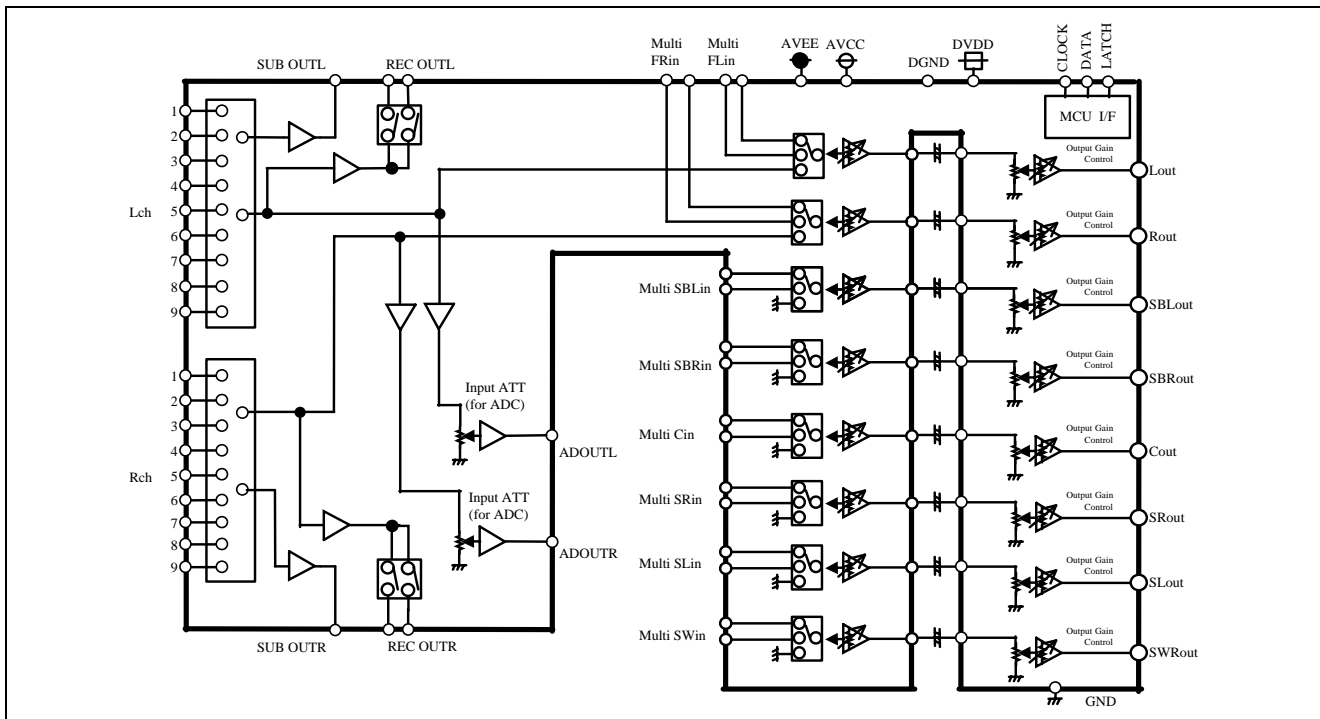 Multi
FRin
Multi
FLin
AVEE
AVCC
DGND
DVDD
CLOCK
DATA
LATCH
MCU I/F
SUB OUTL
REC OUTL
Lch
1
2
3
4
5
6
7
8
9
Rch
1
2
3
4
5
6
7
8
9
SUB OUTR
REC OUTR
Input ATT
(for ADC)
ADOUTL
Input ATT
(for ADC)
ADOUTR
Multi SBLin
Multi SBRin
Multi Cin
Multi SRin
Multi SLin
Multi SWin
Output Gain
Control
Lout
Output Gain
Control
Rout
Output Gain
Control
SBLout
Output Gain
Control
SBRout
Output Gain
Control
Cout
Output Gain
Control
SRout
Output Gain
Control
SLout
Output Gain
Control
SWRout
GND